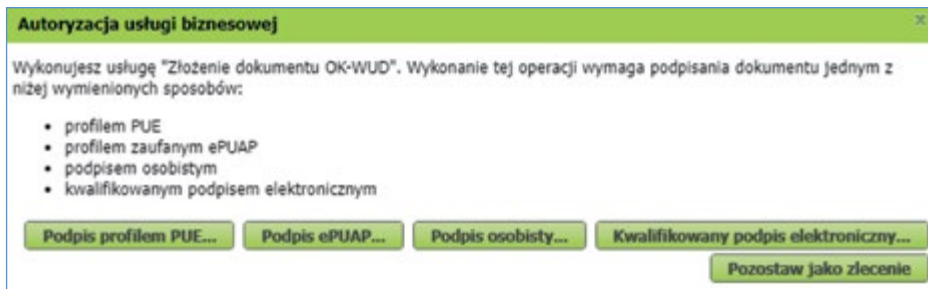 Autoryzacja usługi biznesowej
Wykonujesz usługę "Złożenie dokumentu OK-WUD". Wykonanie tej operacji wymaga podpisania dokumentu jednym z
niżej wymienionych sposobów:
• profilem PUE
• profilem zaufanym ePUAP
• podpisem osobistym
• kwalifikowanym podpisem elektronicznym
Podpis profilem PUE... Podpis ePUAP... Podpis osobisty... Kwalifikowany podpis elektroniczny...
Pozostaw jako zlecenie